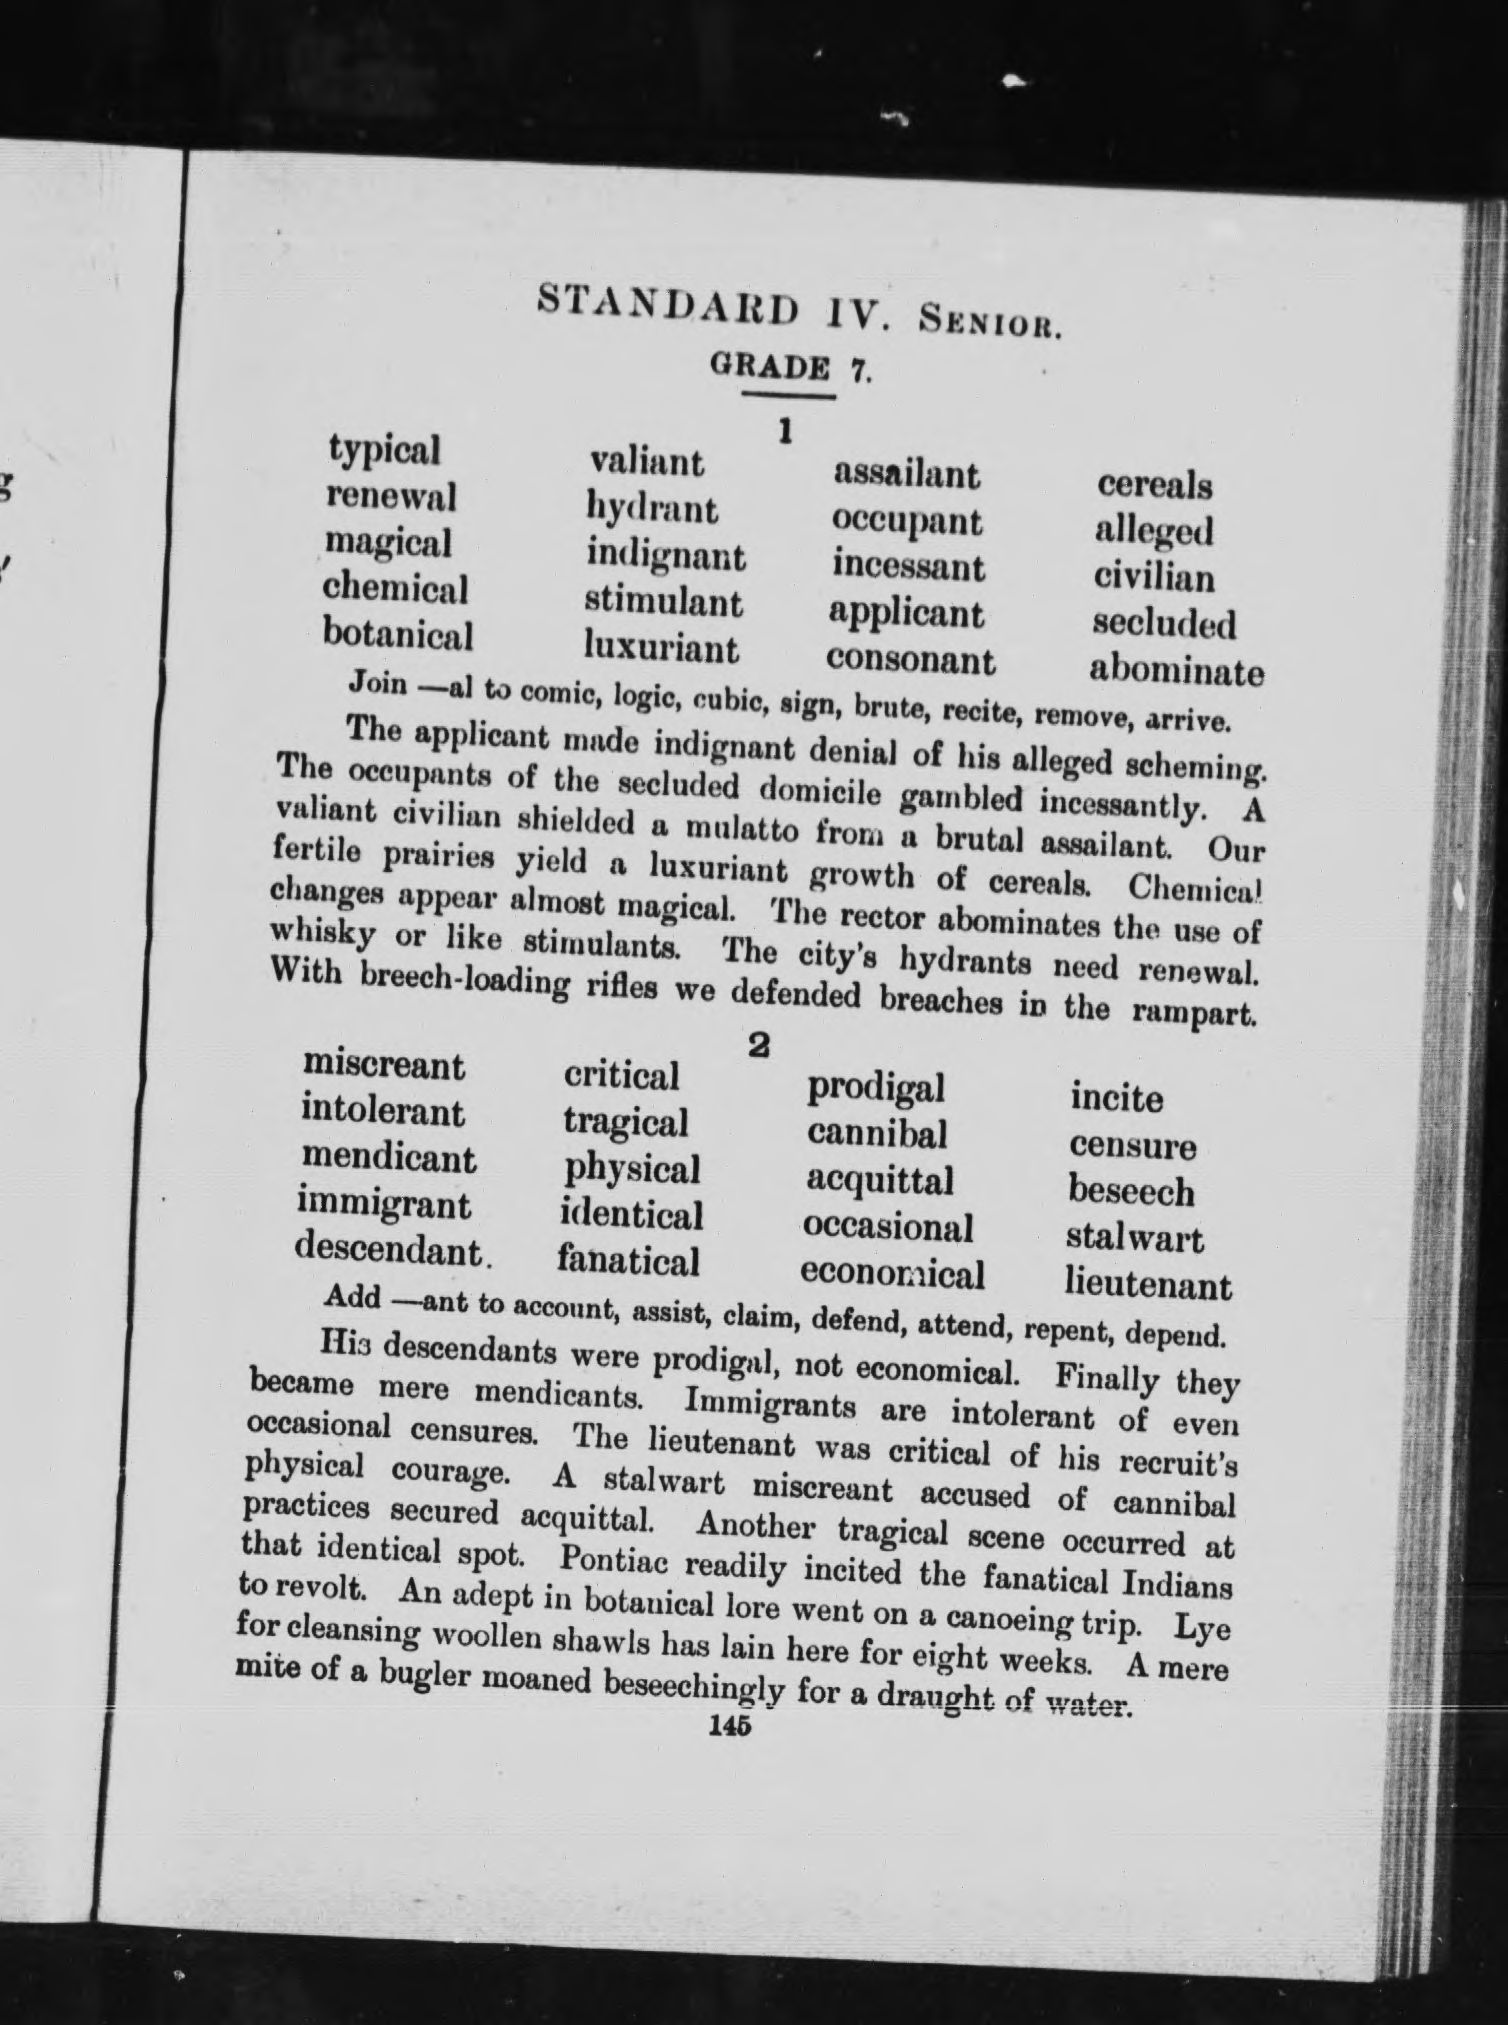 STANDARD IV. SENIOR.
GRADE 7.
1
typical valiant assailant cereals
renewal hydrant occupant alleged
magical indignant incessant civilian
chemical stimulant applicant secluded
botanical luxuriant consonant abominate
Join —al to comic, logic, cubic, sign, brute, recite, remove, arrive.
The applicant made indignant denial of his alleged scheming.
The occupants of the secluded domicile gambled incessantly. A
valiant civilian shielded a mulatto from a brutal assailant. Our
fertile prairies yield a luxuriant growth of cereals. Chemical
changes appear almost magical. The rector abominates the use of
whisky or like stimulants. The city's hydrants need renewal.
With breech-loading rifles we defended breaches in the rampart.
2
miscreant critical prodigal incite
intolerant tragical cannibal censure
mendicant physical acquittal beseech
immigrant identical occasional stalwart
descendant. fanatical economical lieutenant
Add —ant to account, assist, claim, defend, attend, repent, depend.
His descendants were prodigal, not economical. Finally they
became mere mendicants. Immigrants are intolerant of even
occasional censures. The lieutenant was critical of his recruit's
physical courage. A stalwart miscreant accused of cannibal
practices secured acquittal. Another tragical scene occurred at
that identical spot. Pontiac readily incited the fanatical Indians
to revolt. An adept in botanical lore went on a canoeing trip. Lye
for cleansing woollen shawls has lain here for eight weeks. A mere
mite of a bugler moaned beseechingly for a draught of water.
145